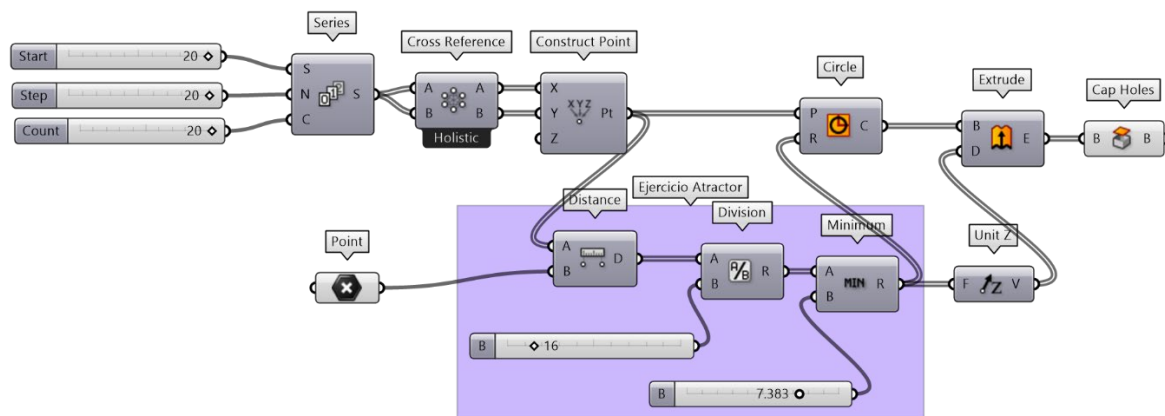 Series
Start 20
Step 20
Count 20
S
N
C
S
Cross Reference
A A
B B
Holistic
Construct Point
X
Y
Z
XYZ
Pt
Circle
P
R
C
Extrude
B
D
E
Cap Holes
B B
Ejercicio Atractor
Distance
A
B
D
Point
Division
A
B
A/B
R
Minimum
A
B
MIN
R
Unit Z
F
Z
V
B 16
B 7.383